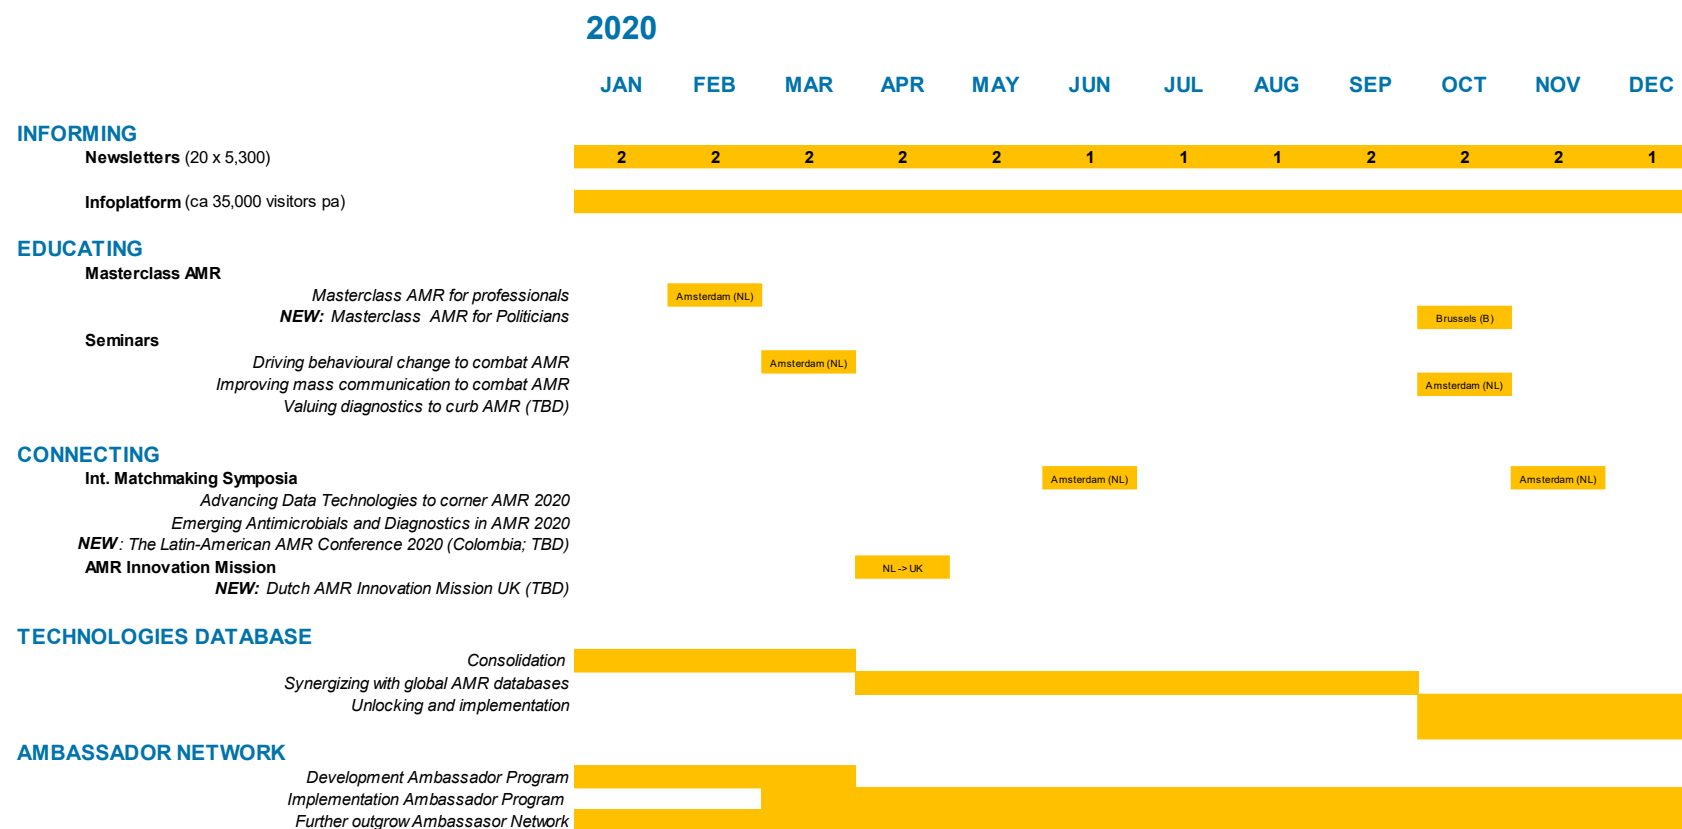 2020
JAN FEB MAR APR MAY JUN JUL AUG SEP OCT NOV DEC
INFORMING
Newsletters (20 x 5,300) 2 2 2 2 2 1 1 1 2 2 2 1
Infoplatform (ca 35,000 visitors pa)
EDUCATING
Masterclass AMR
Masterclass AMR for professionals Amsterdam (NL)
NEW: Masterclass AMR for Politicians Brussels (B)
Seminars
Driving behavioural change to combat AMR Amsterdam (NL)
Improving mass communication to combat AMR Amsterdam (NL)
Valuing diagnostics to curb AMR (TBD)
CONNECTING
Int. Matchmaking Symposia Amsterdam (NL) Amsterdam (NL)
Advancing Data Technologies to corner AMR 2020
Emerging Antimicrobials and Diagnostics in AMR 2020
NEW: The Latin-American AMR Conference 2020 (Colombia; TBD)
AMR Innovation Mission NL -> UK
NEW: Dutch AMR Innovation Mission UK (TBD)
TECHNOLOGIES DATABASE
Consolidation
Synergizing with global AMR databases
Unlocking and implementation
AMBASSADOR NETWORK
Development Ambassador Program
Implementation Ambassador Program
Further outgrow Ambassasor Network